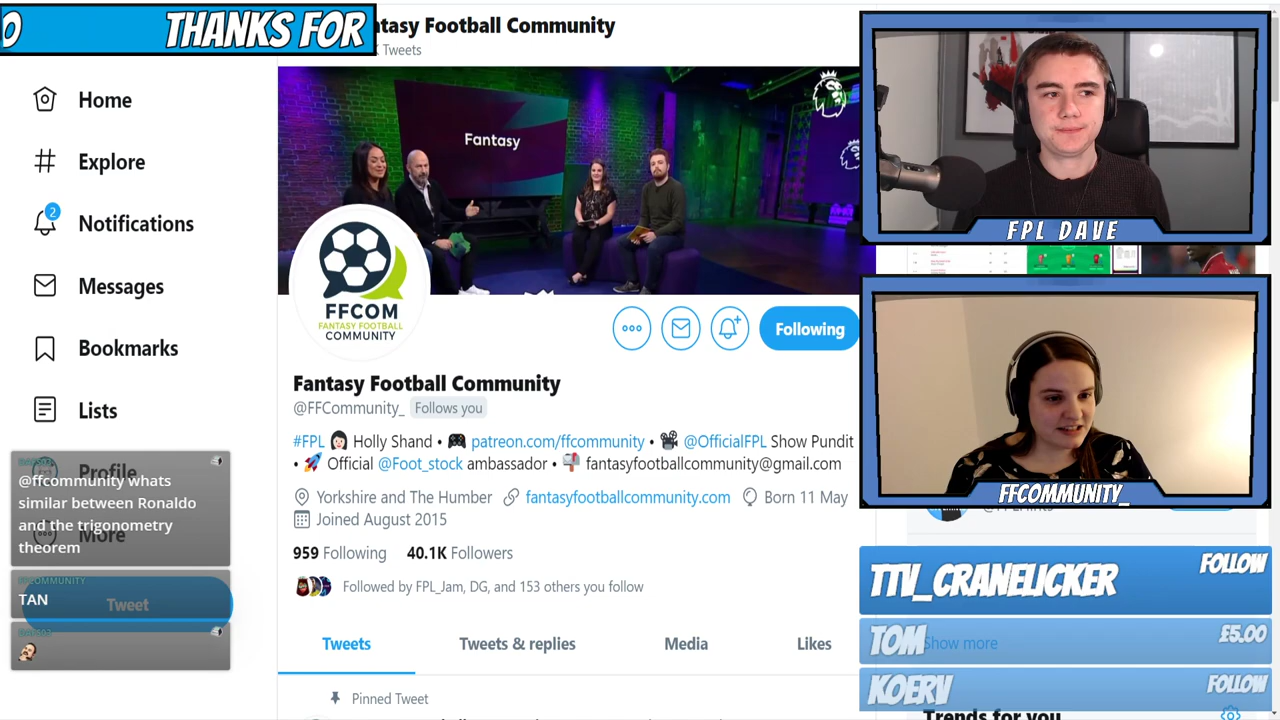 O THANKS FOR
ntasy Football Community
Tweets
Home
Explore
2
Notifications
Messages
Bookmarks
Lists
Profile
More
Tweet
@ffcommunity whats
similar between Ronaldo
and the trigonometry
theorem
FFCOMMUNITY
TAN
Fantasy
FFCOM
FANTASY FOOTBALL
COMMUNITY
Following
Fantasy Football Community
@FFCommunity_ Follows you
#FPL Holly Shand • patreon.com/ffcommunity • @OfficialFPL Show Pundit
• Official @Foot_stock ambassador • fantasyfootballcommunity@gmail.com
Yorkshire and The Humber fantasyfootballcommunity.com Born 11 May
Joined August 2015
959 Following 40.1K Followers
Followed by FPL_Jam, DG, and 153 others you follow
Tweets Tweets & replies Media Likes
Pinned Tweet
FPL DAVE
FFCOMMUNITY_
TTV_CRANELICKER FOLLOW
TOM £5.00
Show more
KOERV FOLLOW
Trends for you